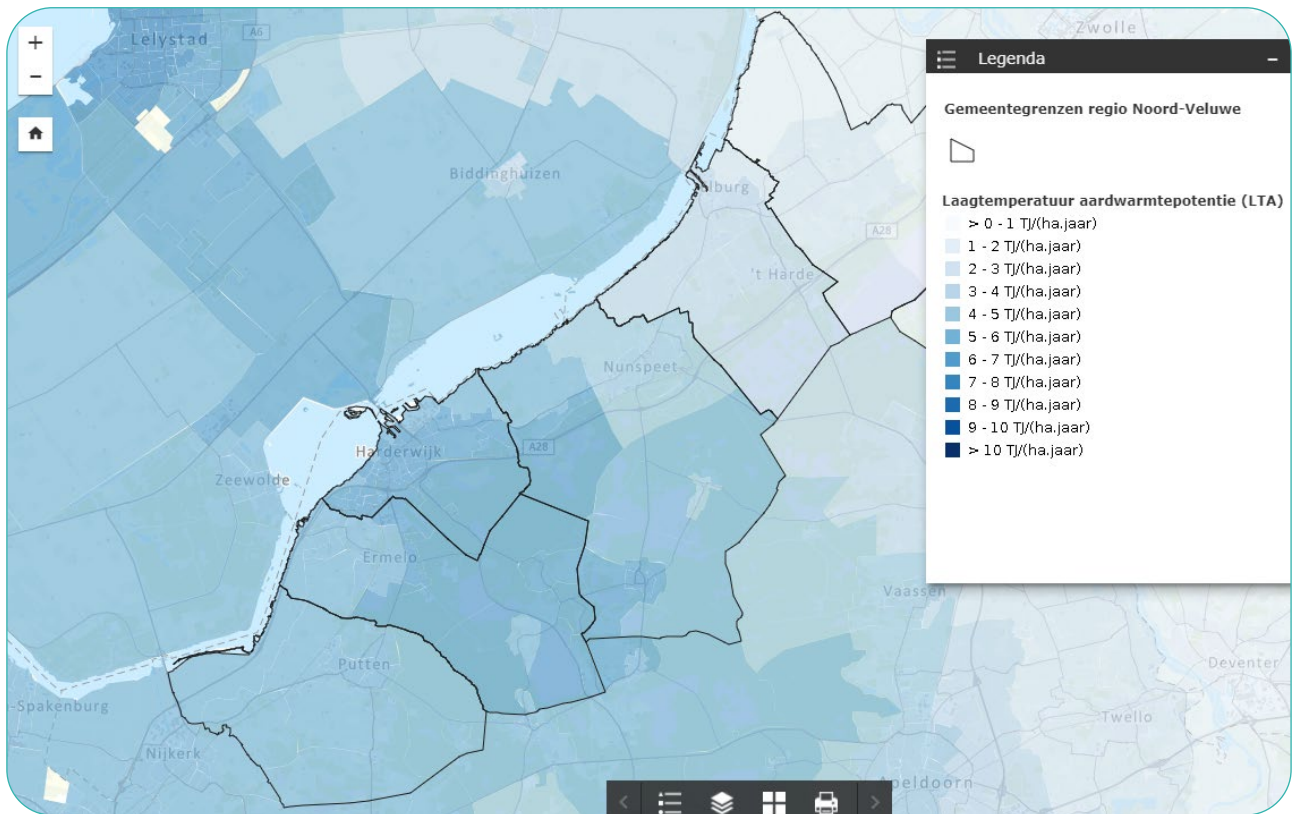 Lelystad
A6
Zwolle
+
−
Legenda
−
Gemeentegrenzen regio Noord-Veluwe
Biddinghuizen
Elburg
A28
't Harde
Laagtemperatuur aardwarmtepotentie (LTA)
> 0 - 1 TJ/(ha.jaar)
1 - 2 TJ/(ha.jaar)
2 - 3 TJ/(ha.jaar)
3 - 4 TJ/(ha.jaar)
4 - 5 TJ/(ha.jaar)
5 - 6 TJ/(ha.jaar)
6 - 7 TJ/(ha.jaar)
7 - 8 TJ/(ha.jaar)
8 - 9 TJ/(ha.jaar)
9 - 10 TJ/(ha.jaar)
> 10 TJ/(ha.jaar)
Nunspeet
Harderwijk
A28
Zeewolde
Ermelo
Vaassen
Putten
Deventer
-Spakenburg
Twello
Nijkerk
Apeldoorn